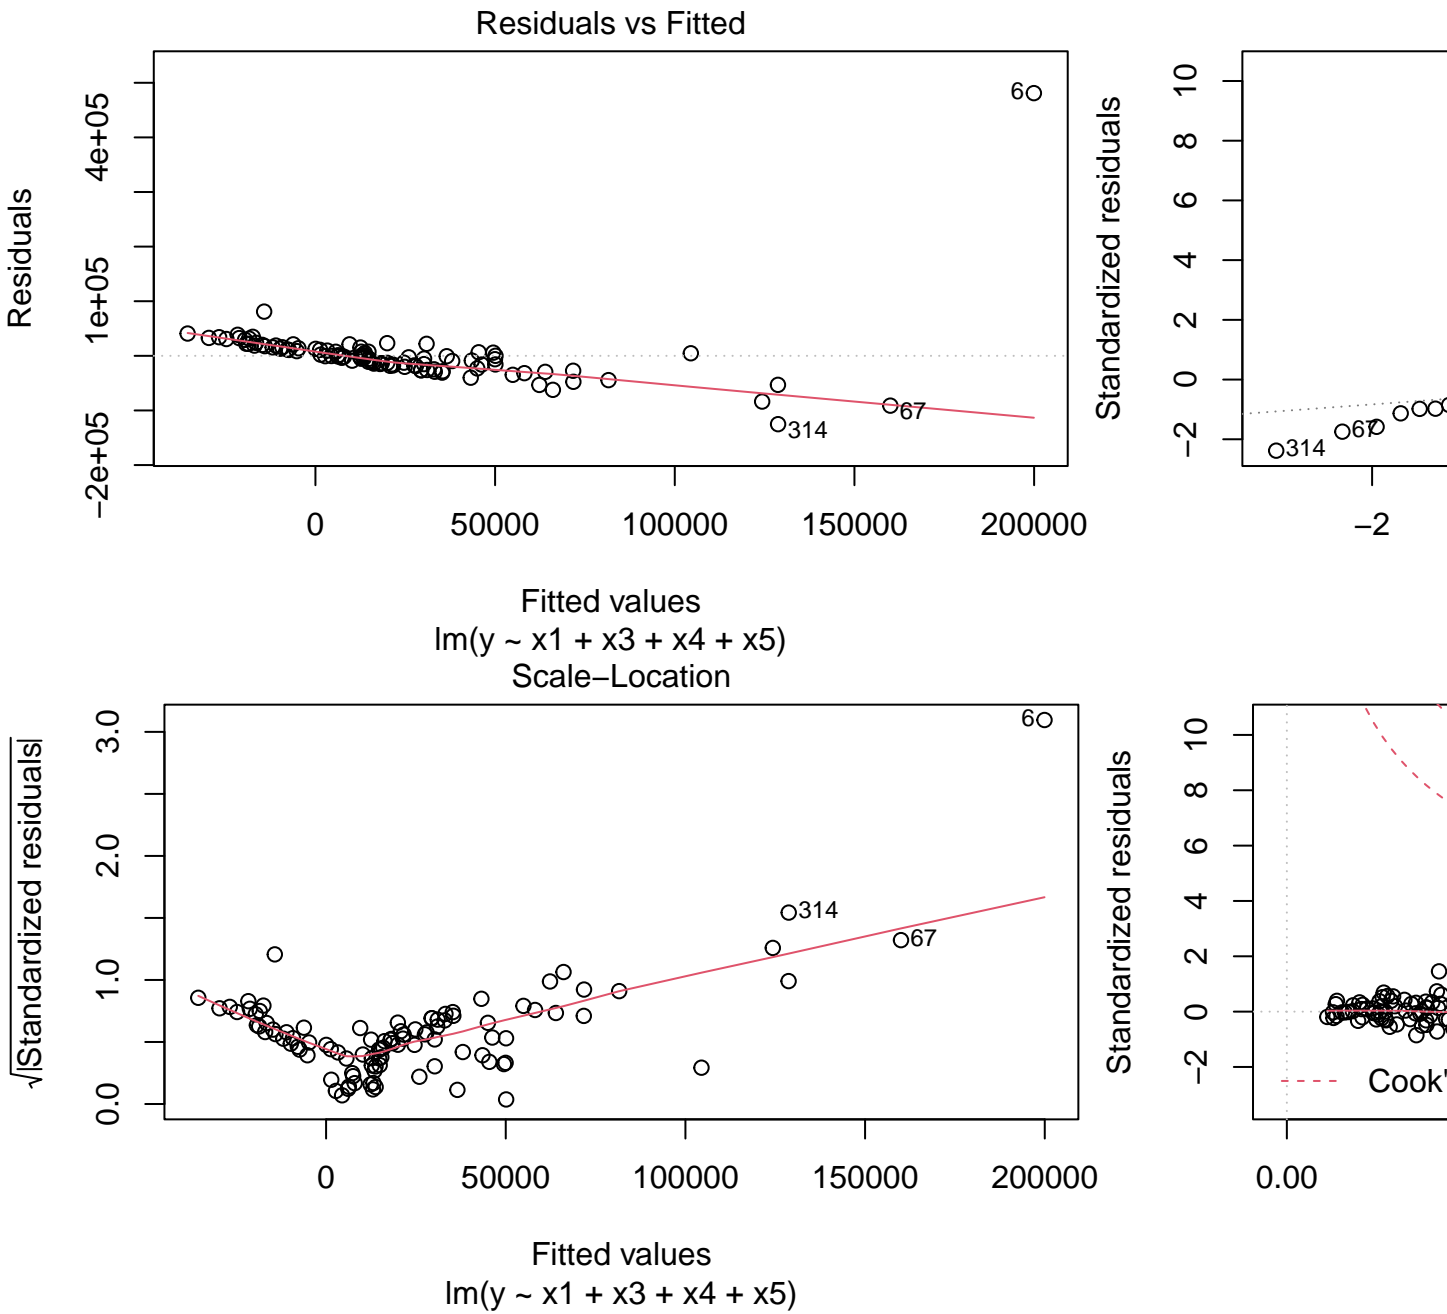 Residuals vs Fitted
Residuals
4e+05
1e+05
−2e+05
6
314
67
0
50000
100000
150000
200000
Fitted values
lm(y ~ x1 + x3 + x4 + x5)
Standardized residuals
10
8
6
4
2
0
−2
314
67
−2
Scale−Location
√|Standardized residuals|
3.0
2.0
1.0
0.0
6
314
67
0
50000
100000
150000
200000
Fitted values
lm(y ~ x1 + x3 + x4 + x5)
Standardized residuals
10
8
6
4
2
0
−2
Cook'
0.00